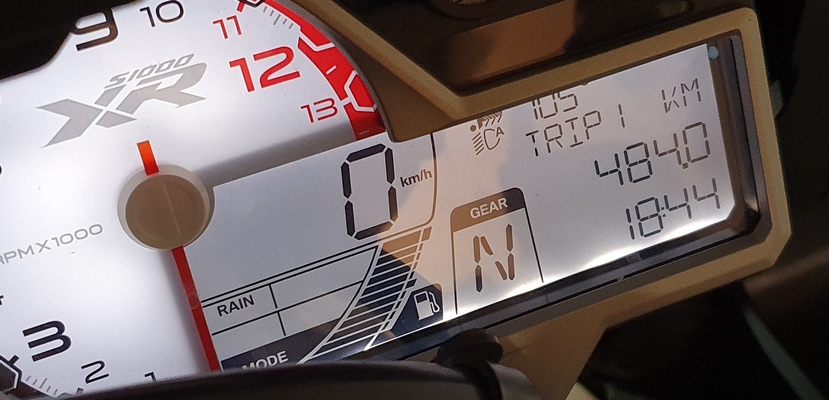 9
10
11
12
13
S1000
XR
RPM X 1000
3
2
1
0 km/h
105°
TRIP 1 KM
484.0
18:44
GEAR
N
RAIN
MODE